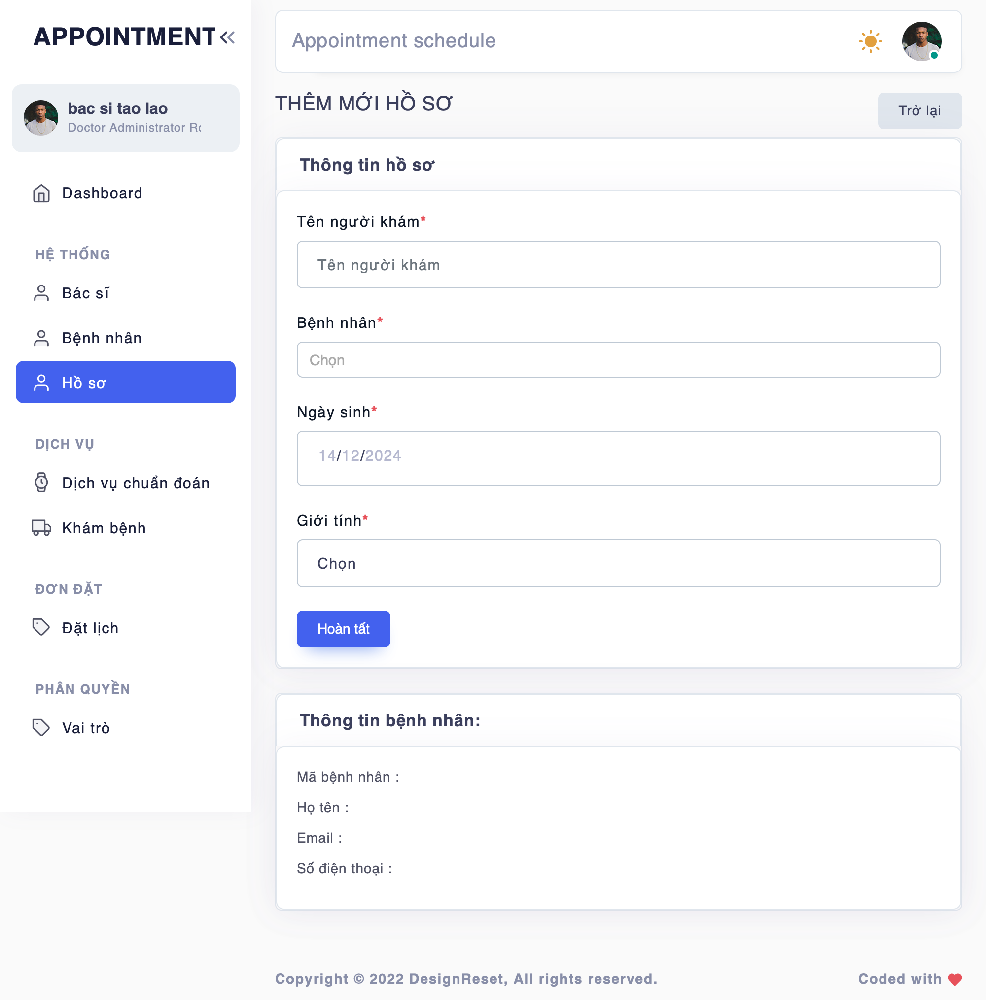 APPOINTMENT
bac si tao lao
Doctor Administrator Ro
Dashboard
HỆ THỐNG
Bác sĩ
Bệnh nhân
Hồ sơ
DỊCH VỤ
Dịch vụ chuẩn đoán
Khám bệnh
ĐƠN ĐẶT
Đặt lịch
PHÂN QUYỀN
Vai trò
Appointment schedule
THÊM MỚI HỒ SƠ
Trở lại
Thông tin hồ sơ
Tên người khám*
Tên người khám
Bệnh nhân*
Chọn
Ngày sinh*
14/12/2024
Giới tính*
Chọn
Hoàn tất
Thông tin bệnh nhân:
Mã bệnh nhân :
Họ tên :
Email :
Số điện thoại :
Copyright © 2022 DesignReset, All rights reserved.
Coded with